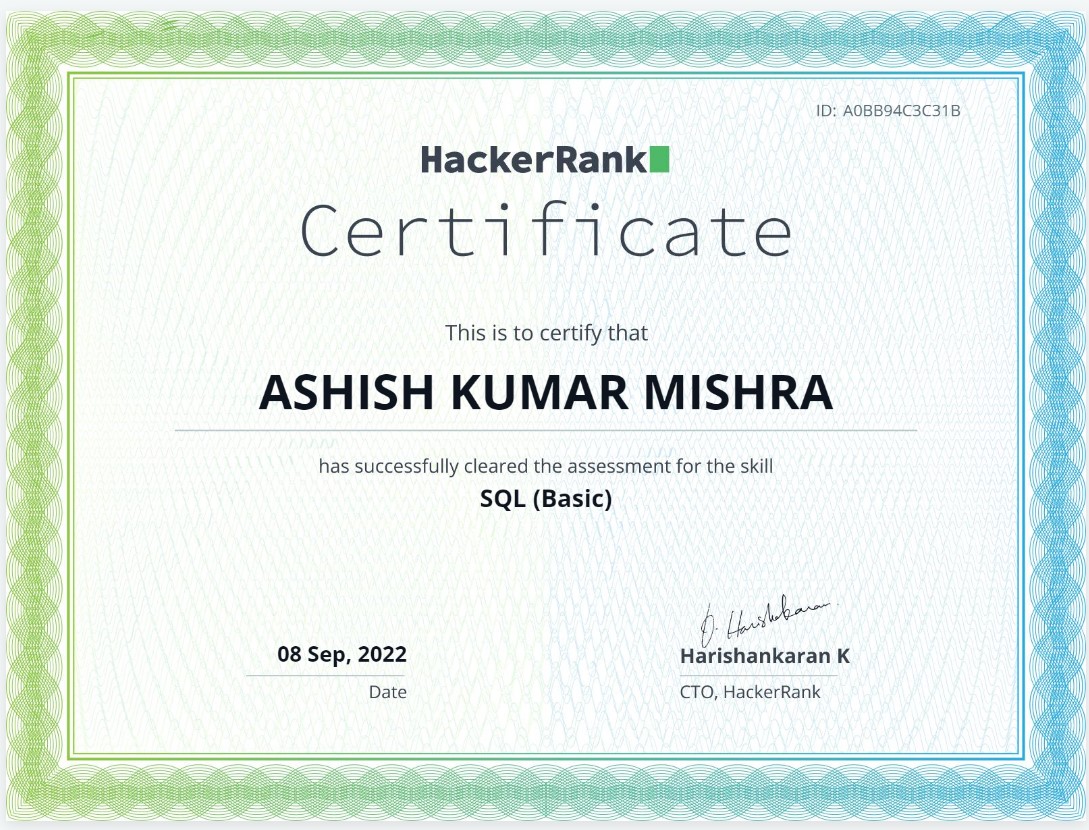 ID: A0BB94C3C31B
HackerRank
Certificate
This is to certify that
ASHISH KUMAR MISHRA
has successfully cleared the assessment for the skill
SQL (Basic)
08 Sep, 2022
Date
Harishankaran K
CTO, HackerRank